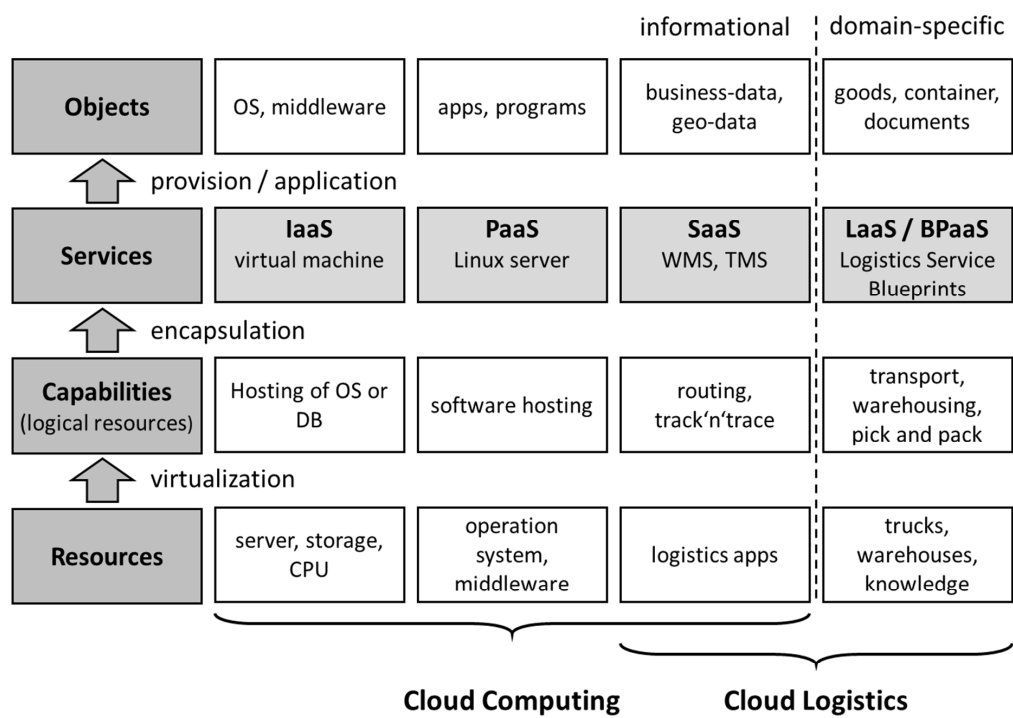 informational
domain-specific
Objects
OS, middleware
apps, programs
business-data,
geo-data
goods, container,
documents
provision / application
Services
IaaS
virtual machine
PaaS
Linux server
SaaS
WMS, TMS
LaaS / BPaaS
Logistics Service
Blueprints
encapsulation
Capabilities
(logical resources)
Hosting of OS or
DB
software hosting
routing,
track‘n‘trace
transport,
warehousing,
pick and pack
virtualization
Resources
server, storage,
CPU
operation
system,
middleware
logistics apps
trucks,
warehouses,
knowledge
Cloud Computing
Cloud Logistics